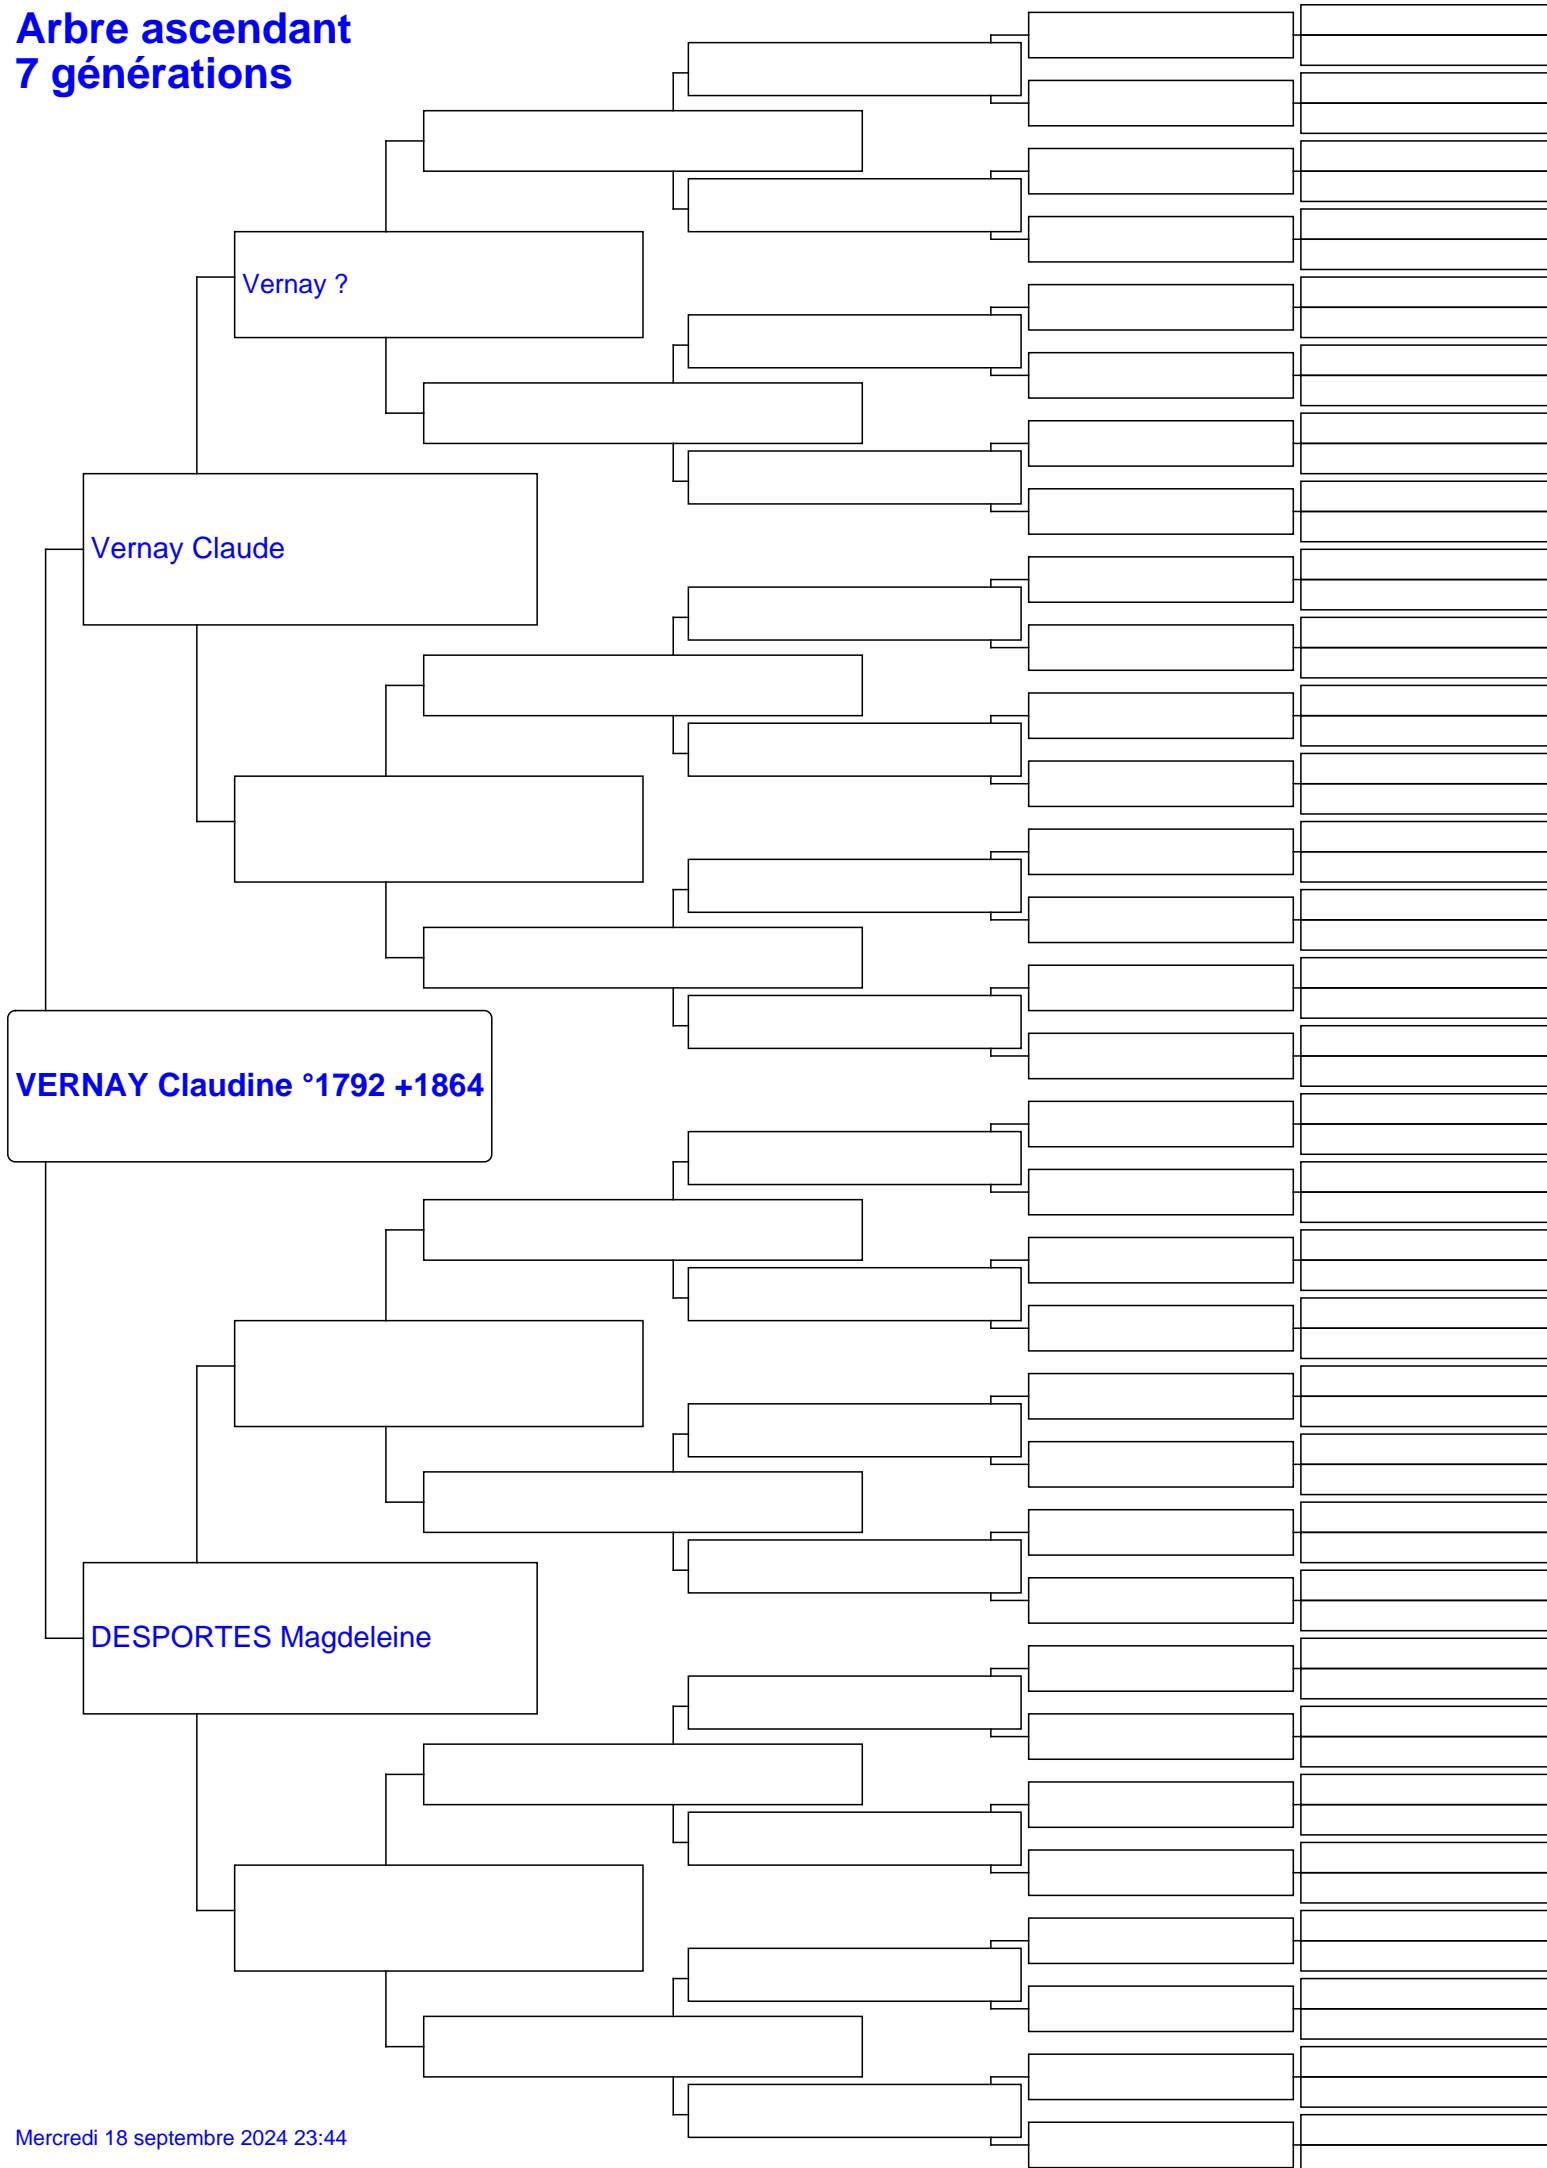 Arbre ascendant
7 générations
Vernay ?
Vernay Claude
VERNAY Claudine °1792 +1864
DESPORTES Magdeleine
Mercredi 18 septembre 2024 23:44